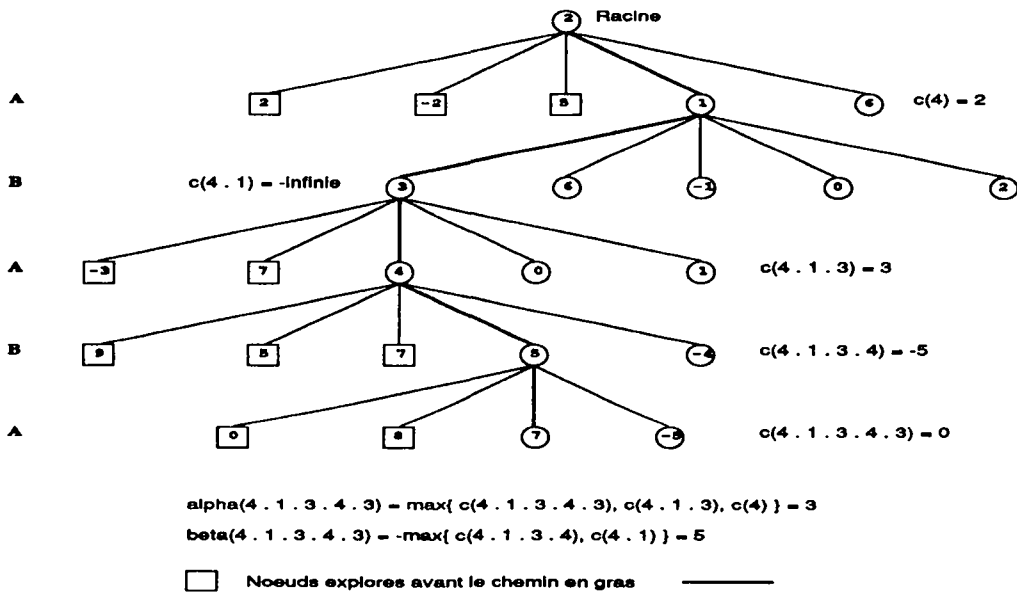 2 Racine
A 2 -2 5 1 6 c(4) = 2
B c(4 . 1) = -infinie 3 6 -1 0 2
A -3 7 4 0 1 c(4 . 1 . 3) = 3
B 9 5 7 5 -4 c(4 . 1 . 3 . 4) = -5
A 0 8 7 -5 c(4 . 1 . 3 . 4 . 3) = 0
alpha(4 . 1 . 3 . 4 . 3) = max{ c(4 . 1 . 3 . 4 . 3), c(4 . 1 . 3), c(4) } = 3
beta(4 . 1 . 3 . 4 . 3) = -max{ c(4 . 1 . 3 . 4), c(4 . 1) } = 5
Noeuds explores avant le chemin en gras